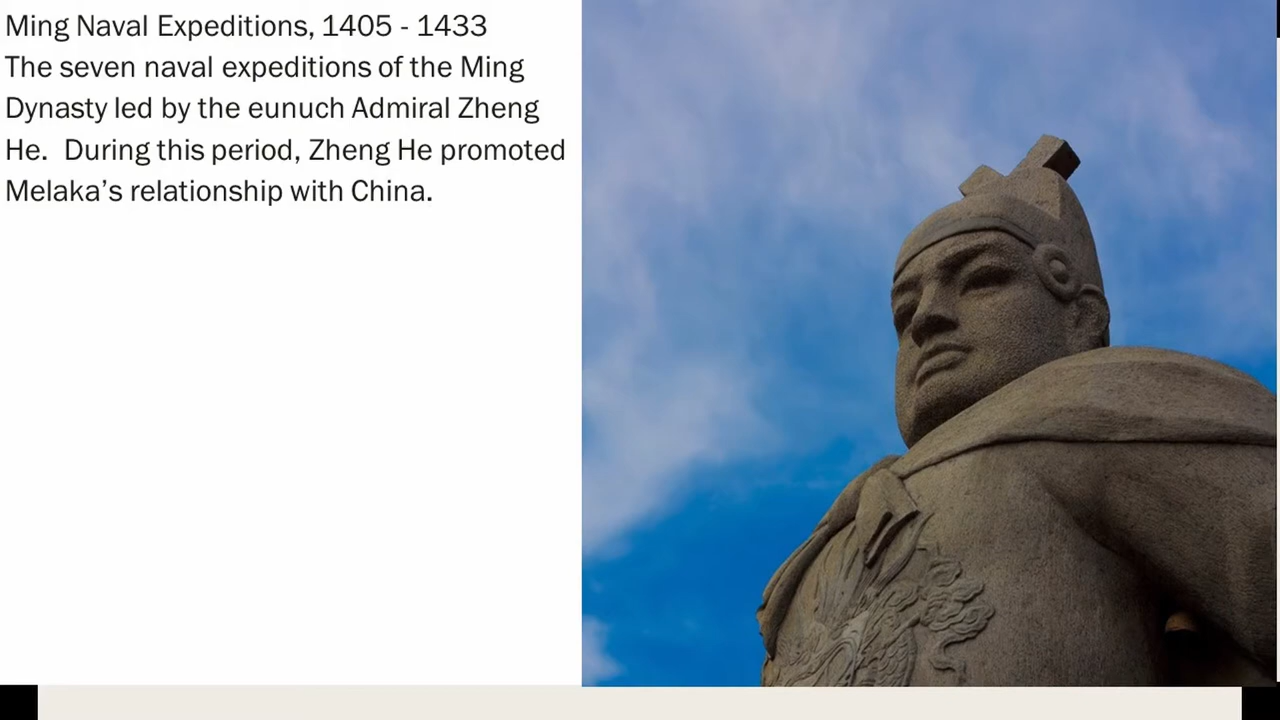 Ming Naval Expeditions, 1405 - 1433
The seven naval expeditions of the Ming
Dynasty led by the eunuch Admiral Zheng
He.  During this period, Zheng He promoted
Melaka’s relationship with China.